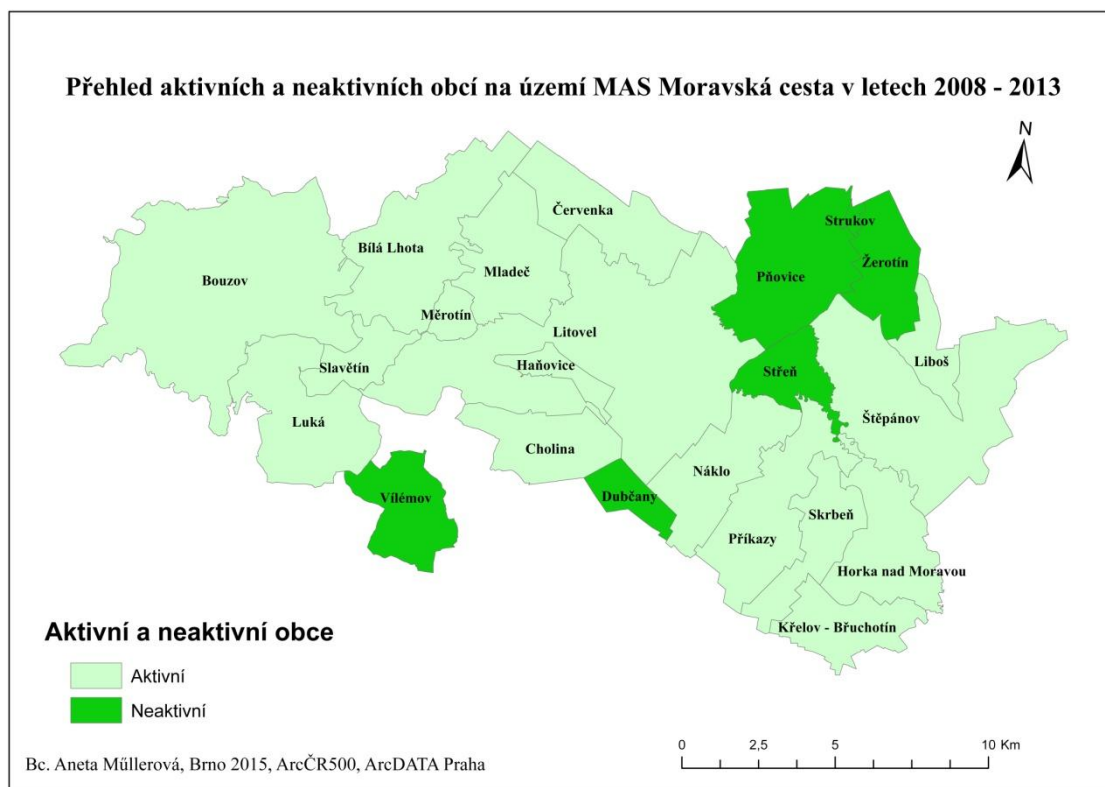 Přehled aktivních a neaktivních obcí na území MAS Moravská cesta v letech 2008 - 2013
N
Červenka
Strukov
Bílá Lhota
Žerotín
Mladeč
Pňovice
Bouzov
Měrotín
Litovel
Haňovice
Liboš
Slavětín
Střeň
Štěpánov
Luká
Cholina
Náklo
Vílémov
Dubčany
Skrbeň
Příkazy
Horka nad Moravou
Křelov - Břuchotín
Aktivní a neaktivní obce
Aktivní
Neaktivní
0 2,5 5 10 Km
Bc. Aneta Műllerová, Brno 2015, ArcČR500, ArcDATA Praha